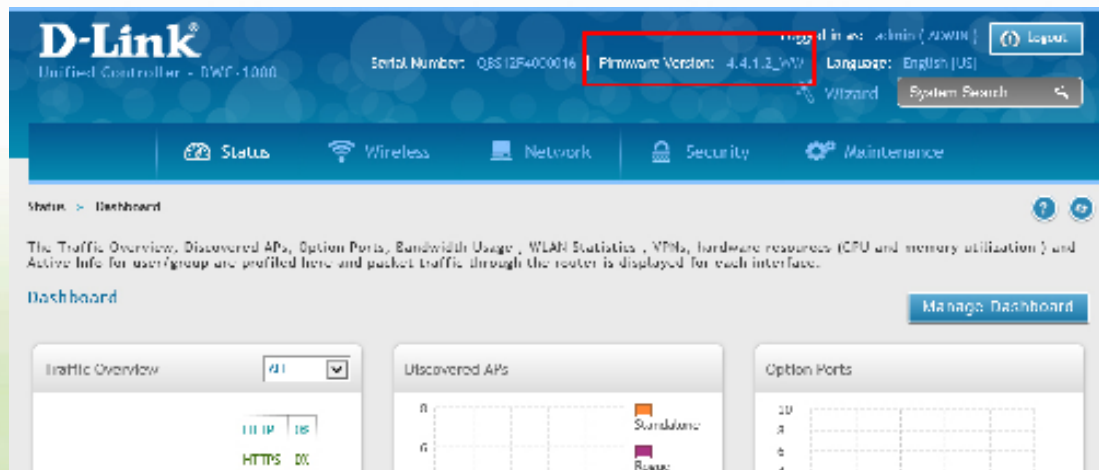 D-Link®
Unified Controller - DWC-1000
Logged in as: admin ( ADMIN ) Logout
Serial Number: QBS12F4000016 | Firmware Version: 4.4.1.2_WW Language: English [US]
Wizard System Search
Status Wireless Network Security Maintenance
Status > Dashboard
The Traffic Overview, Discovered APs, Option Ports, Bandwidth Usage , WLAN Statistics , VPNs, hardware resources (CPU and memory utilization ) and
Active Info for user/group are profiled here and packet traffic through the router is displayed for each interface.
Dashboard
Manage Dashboard
Traffic Overview ALL Discovered APs Option Ports
HTTP
HTTPS 0%
8 Standalone
6 Rogue
10
8
6